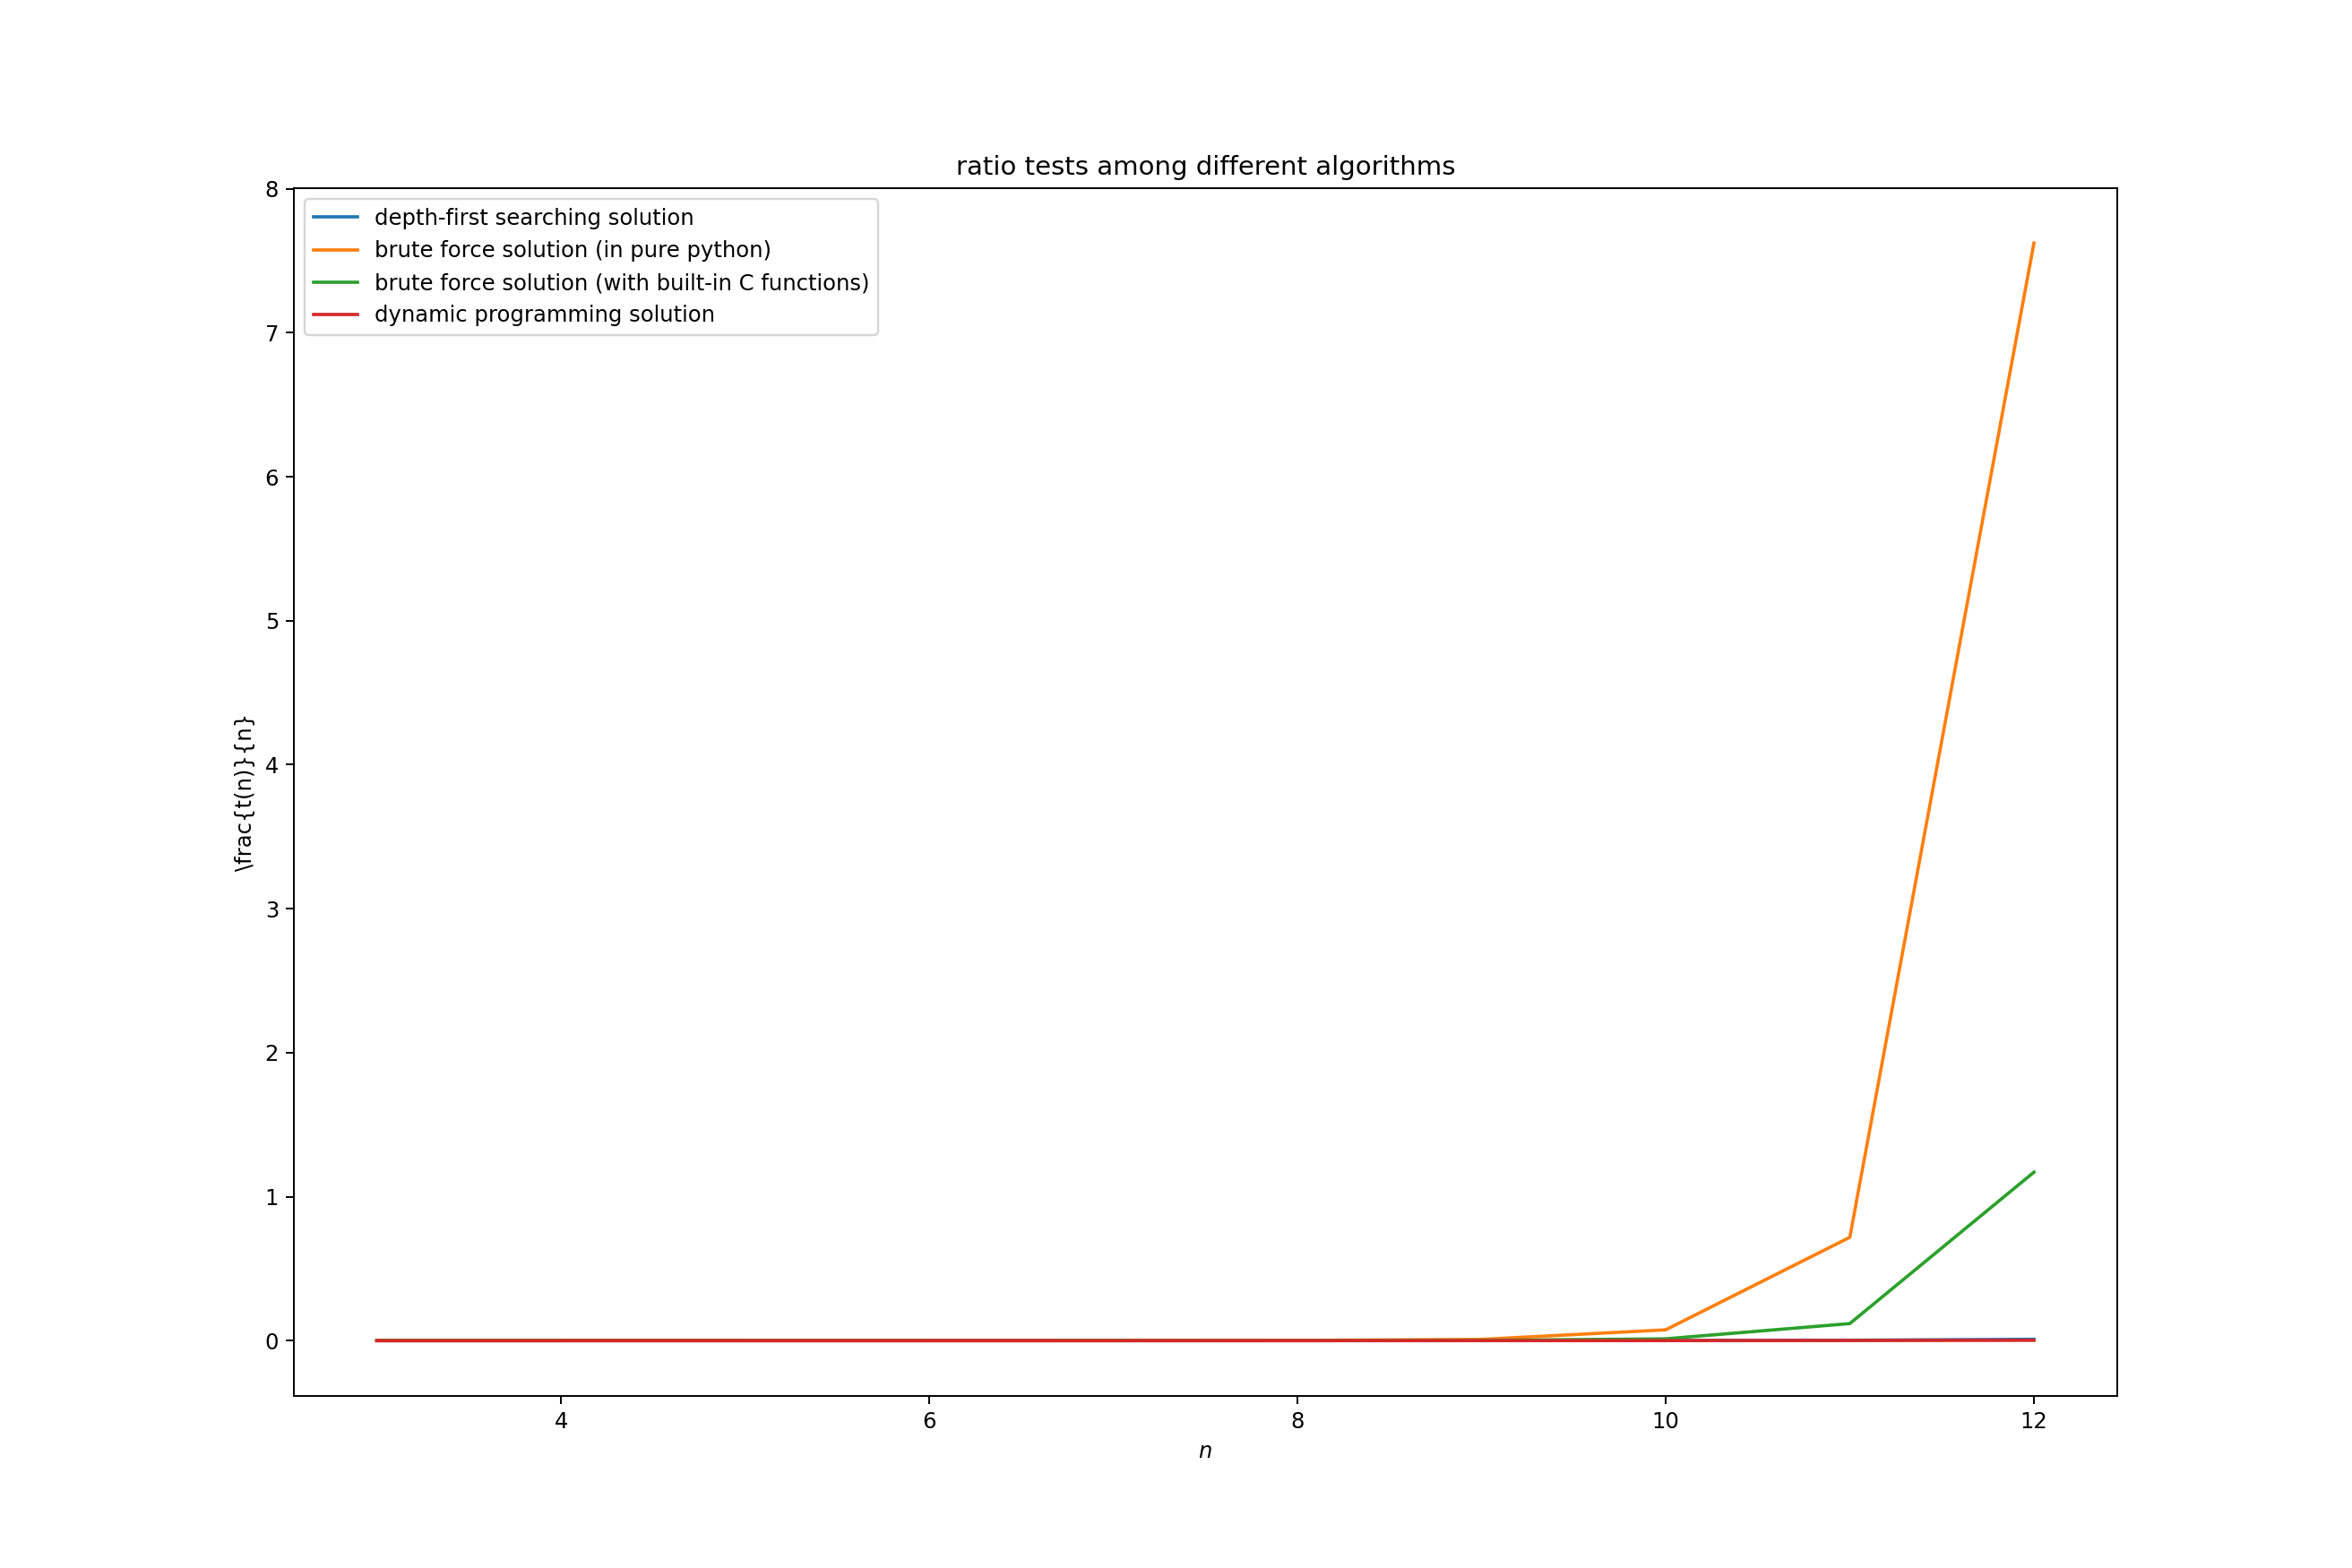 ratio tests among different algorithms
8
7
6
5
4
3
2
1
0
depth-first searching solution
brute force solution (in pure python)
brute force solution (with built-in C functions)
dynamic programming solution
\frac{t(n)}{n}
4
6
8
10
12
n